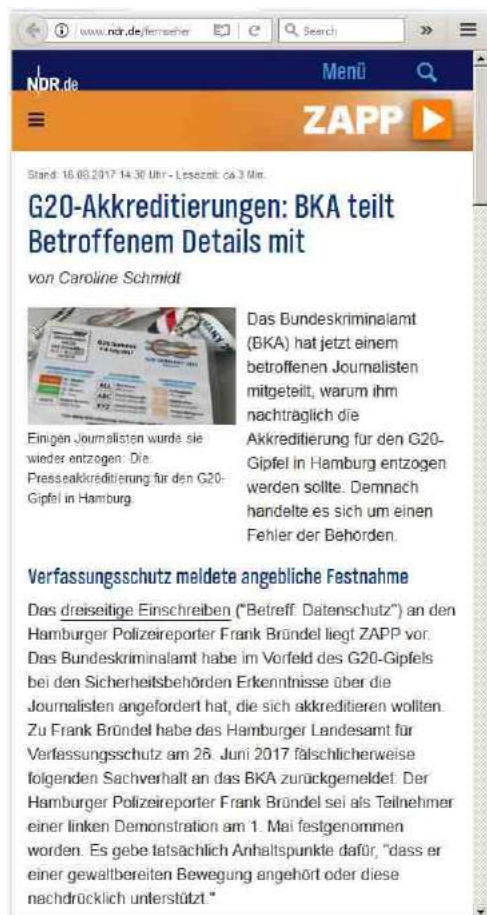 www.ndr.de/fernseher
Search
»
NDR.de
Menü
ZAPP
Stand: 16.08.2017 14:30 Uhr - Lesezeit: ca.3 Min.
G20-Akkreditierungen: BKA teilt
Betroffenem Details mit
von Caroline Schmidt
Das Bundeskriminalamt
(BKA) hat jetzt einem
betroffenen Journalisten
mitgeteilt, warum ihm
nachträglich die
Akkreditierung für den G20-
Gipfel in Hamburg entzogen
werden sollte. Demnach
handelte es sich um einen
Fehler der Behörden.
ALL
ABC
XYZ
Einigen Journalisten wurde sie
wieder entzogen: Die
Presseakkreditierung für den G20-
Gipfel in Hamburg.
Verfassungsschutz meldete angebliche Festnahme
Das dreiseitige Einschreiben ("Betreff: Datenschutz") an den
Hamburger Polizeireporter Frank Bründel liegt ZAPP vor.
Das Bundeskriminalamt habe im Vorfeld des G20-Gipfels
bei den Sicherheitsbehörden Erkenntnisse über die
Journalisten angefordert hat, die sich akkreditieren wollten.
Zu Frank Bründel habe das Hamburger Landesamt für
Verfassungsschutz am 26. Juni 2017 fälschlicherweise
folgenden Sachverhalt an das BKA zurückgemeldet: Der
Hamburger Polizeireporter Frank Bründel sei als Teilnehmer
einer linken Demonstration am 1. Mai festgenommen
worden. Es gebe tatsächlich Anhaltspunkte dafür, "dass er
einer gewaltbereiten Bewegung angehört oder diese
nachdrücklich unterstützt."